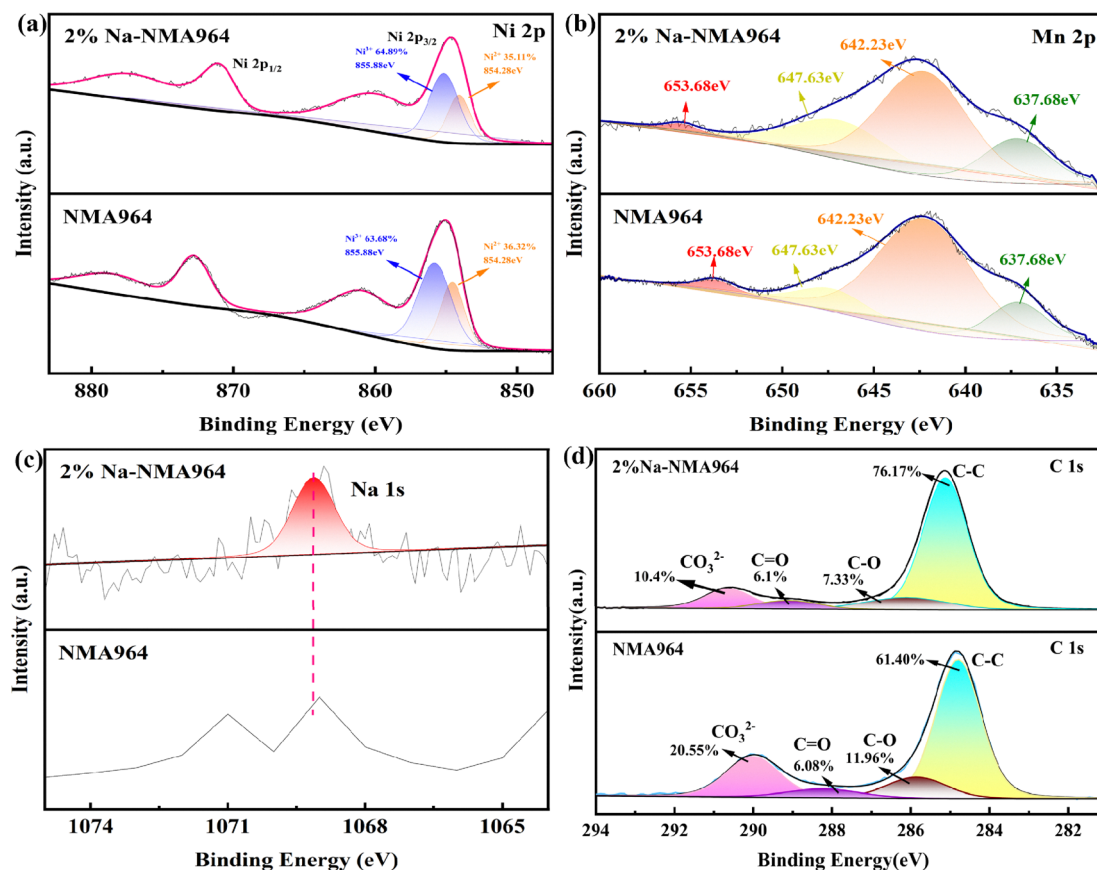 (a)
2% Na-NMA964
Ni 2p
Ni 2p3/2
Ni 2p1/2
Ni³⁺ 64.89%
855.88eV
Ni²⁺ 35.11%
854.28eV
NMA964
Ni³⁺ 63.68%
855.88eV
Ni²⁺ 36.32%
854.28eV
880
870
860
850
Binding Energy (eV)
Intensity (a.u.)
(b)
2% Na-NMA964
Mn 2p
642.23eV
653.68eV
647.63eV
637.68eV
NMA964
642.23eV
653.68eV
647.63eV
637.68eV
660
655
650
645
640
635
Binding Energy (eV)
Intensity (a.u.)
(c)
2% Na-NMA964
Na 1s
NMA964
1074
1071
1068
1065
Binding Energy (eV)
Intensity (a.u.)
(d)
2%Na-NMA964
C 1s
76.17%
C-C
CO₃²⁻
10.4%
C=O
6.1%
C-O
7.33%
NMA964
C 1s
61.40%
C-C
CO₃²⁻
20.55%
C=O
6.08%
C-O
11.96%
294
292
290
288
286
284
282
Binding Energy(eV)
Intensity(a.u.)